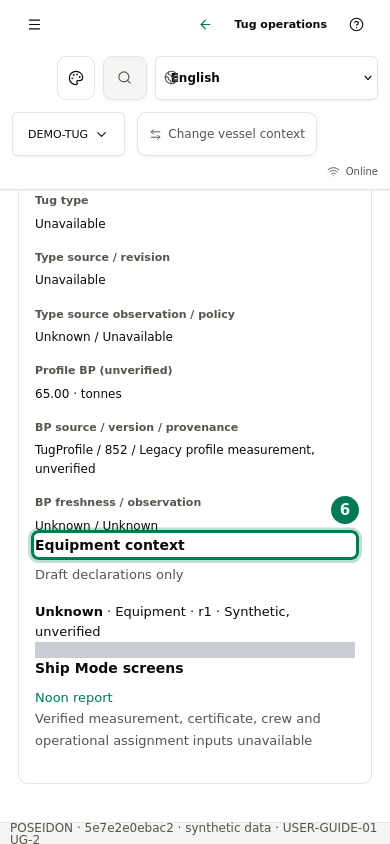 Tug operations
English
DEMO-TUG
Change vessel context
Online
Tug type
Unavailable
Type source / revision
Unavailable
Type source observation / policy
Unknown / Unavailable
Profile BP (unverified)
65.00 · tonnes
BP source / version / provenance
TugProfile / 852 / Legacy profile measurement,
unverified
BP freshness / observation
6
Unknown / Unknown
Equipment context
Draft declarations only
Unknown · Equipment · r1 · Synthetic,
unverified
Ship Mode screens
Noon report
Verified measurement, certificate, crew and
operational assignment inputs unavailable
POSEIDON · 5e7e2e0ebac2 · synthetic data · USER-GUIDE-01
UG-2